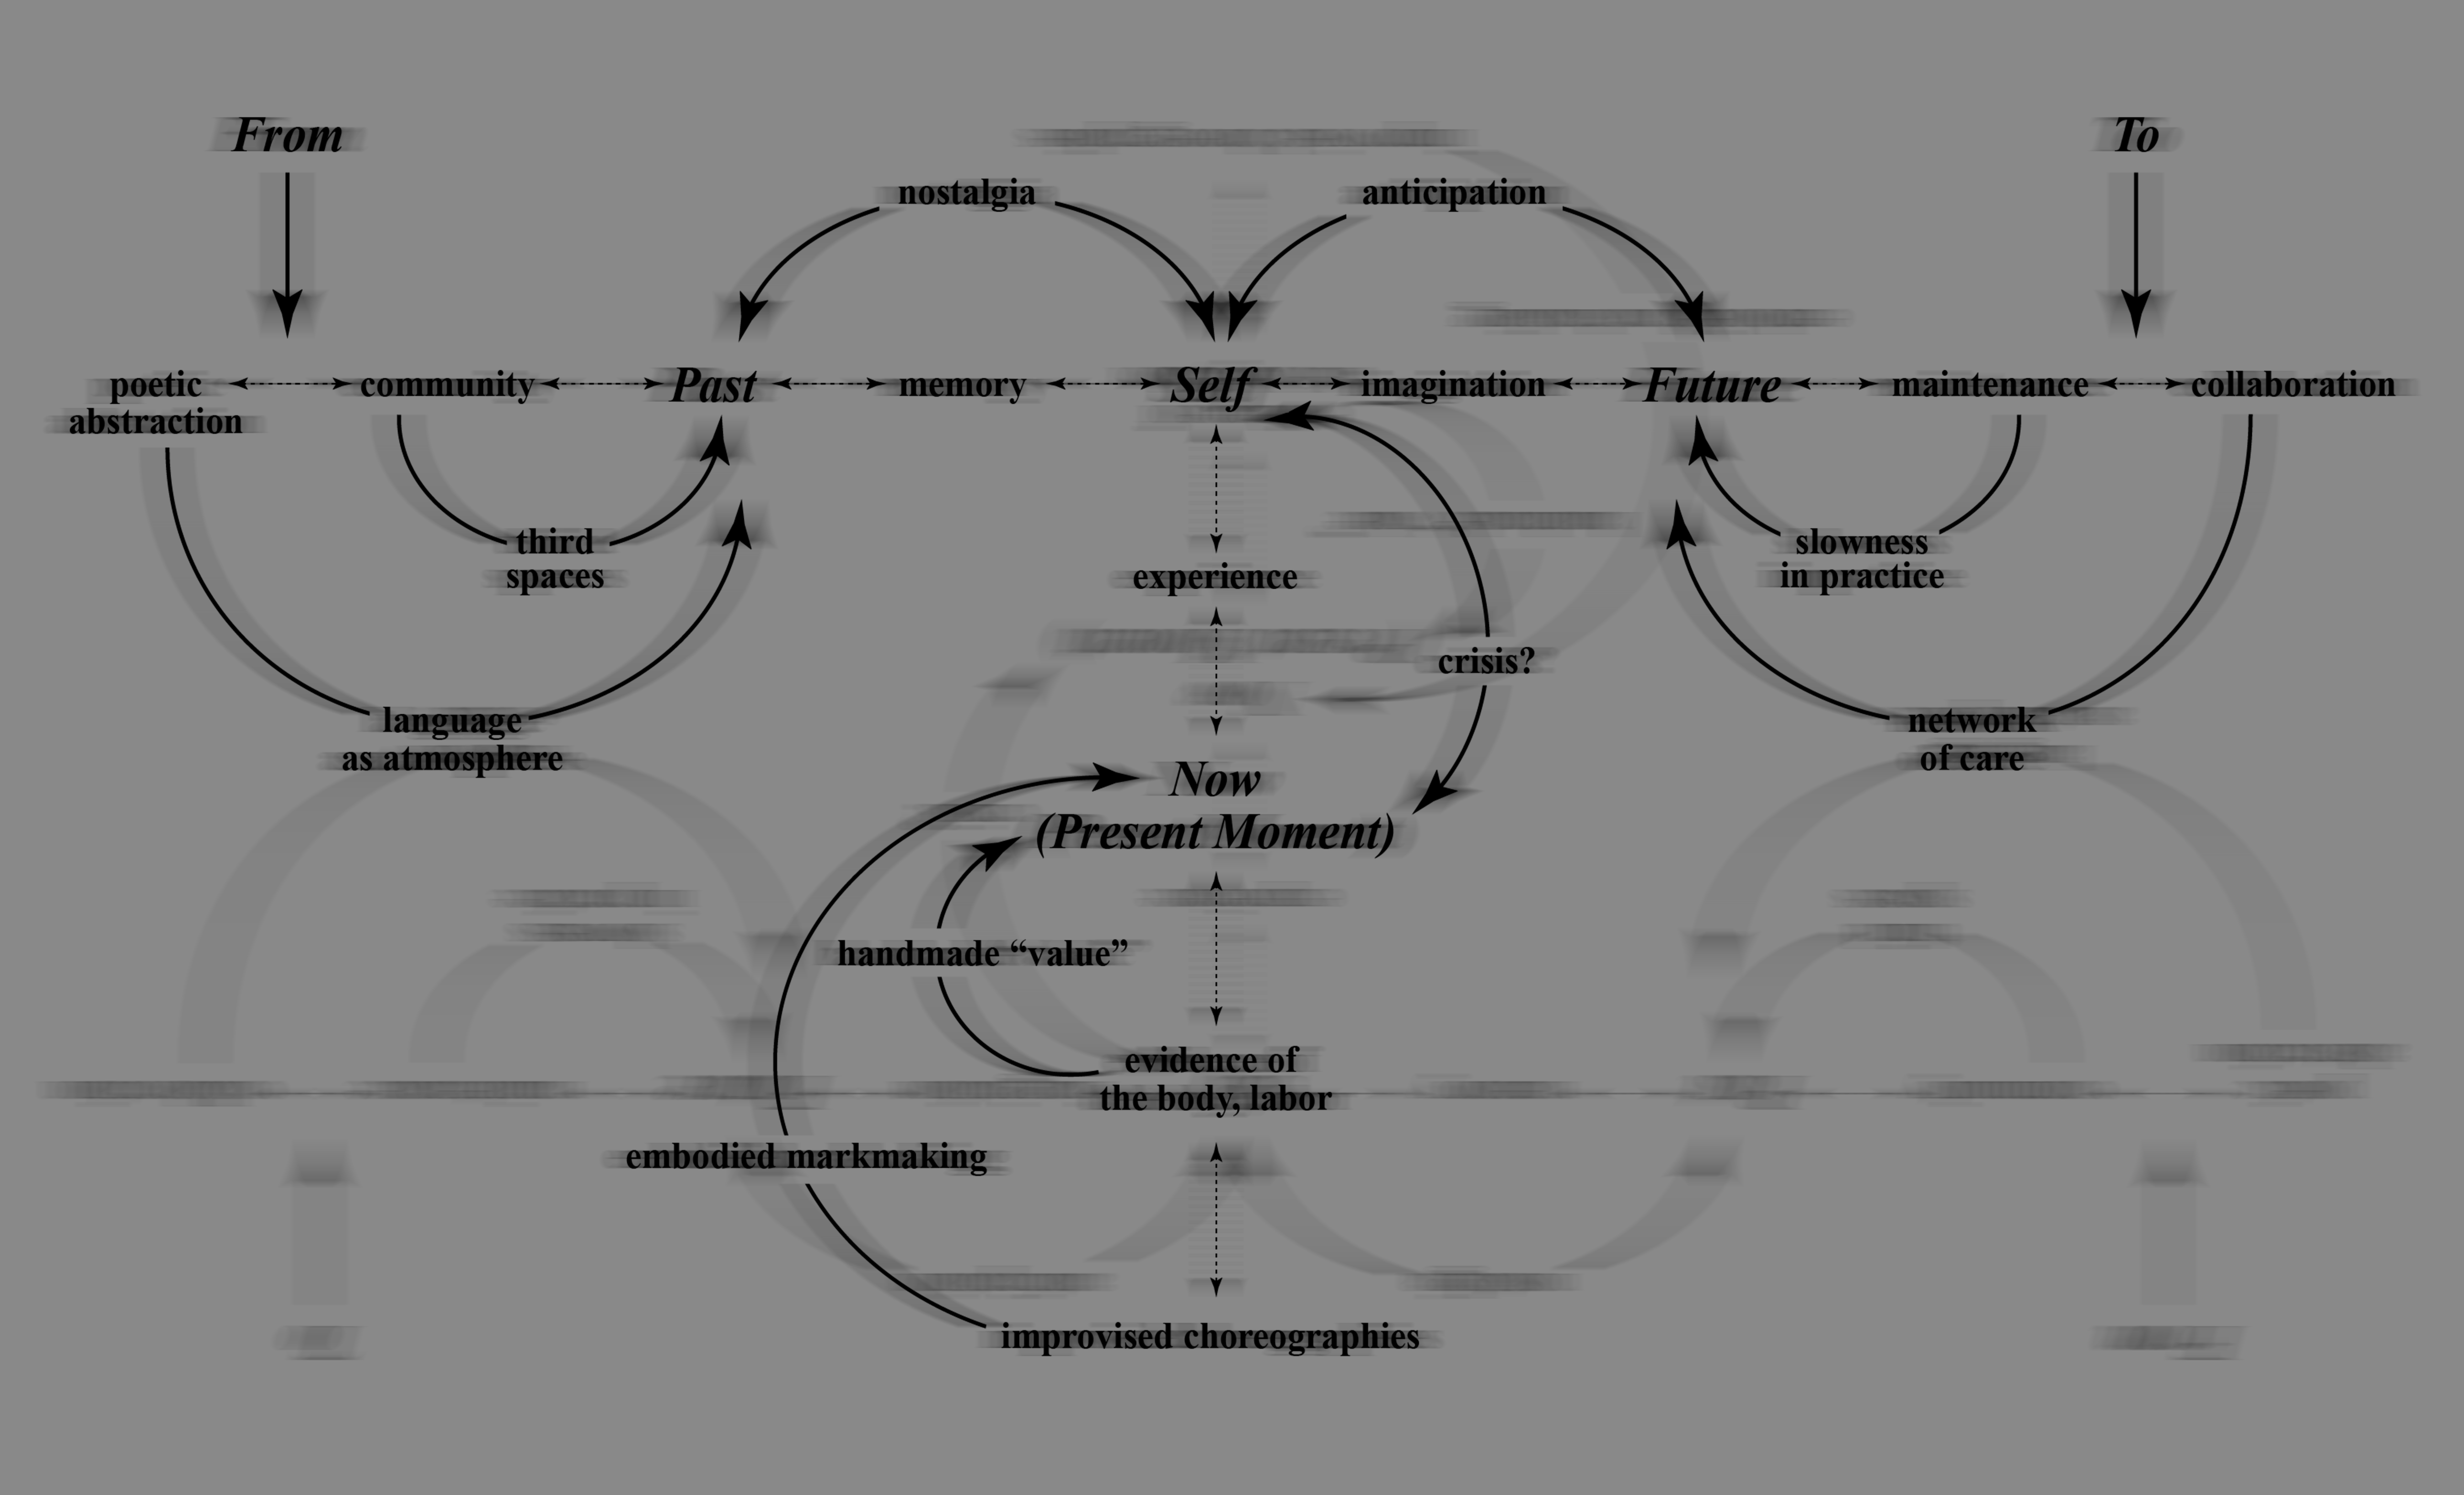 From
To
nostalgia
anticipation
poetic
abstraction
community
Past
memory
Self
imagination
Future
maintenance
collaboration
third
spaces
experience
slowness
in practice
crisis?
language
as atmosphere
network
of care
Now
(Present Moment)
handmade “value”
evidence of
the body, labor
embodied markmaking
improvised choreographies